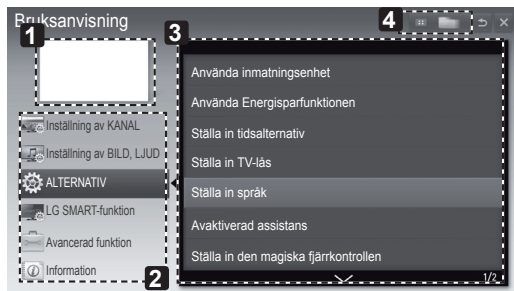 Bruksanvisning
4
1
3
Använda inmatningsenhet
Använda Energisparfunktionen
Ställa in tidsalternativ
Ställa in TV-lås
Ställa in språk
Avaktiverad assistans
Ställa in den magiska fjärrkontrollen
1/2
Inställning av KANAL
Inställning av BILD, LJUD
ALTERNATIV
LG SMART-funktion
Avancerad funktion
Information
2